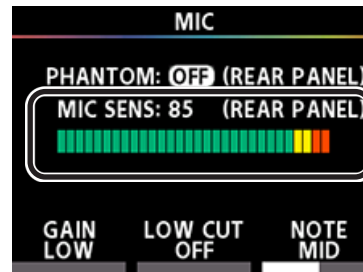 MIC
PHANTOM: OFF (REAR PANEL)
MIC SENS: 85 (REAR PANEL)
GAIN LOW CUT NOTE
LOW OFF MID